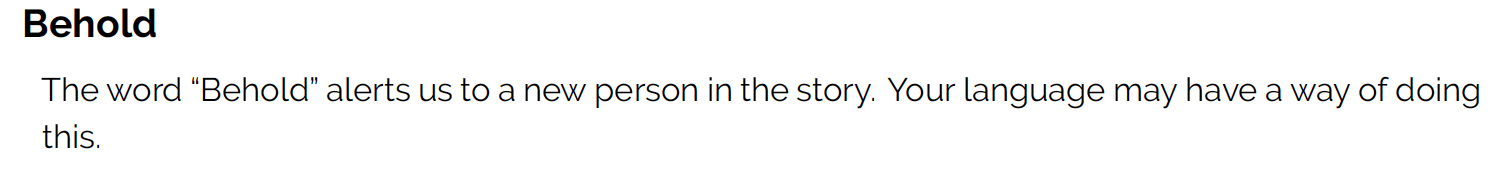 Behold
The word “Behold” alerts us to a new person in the story. Your language may have a way of doing
this.